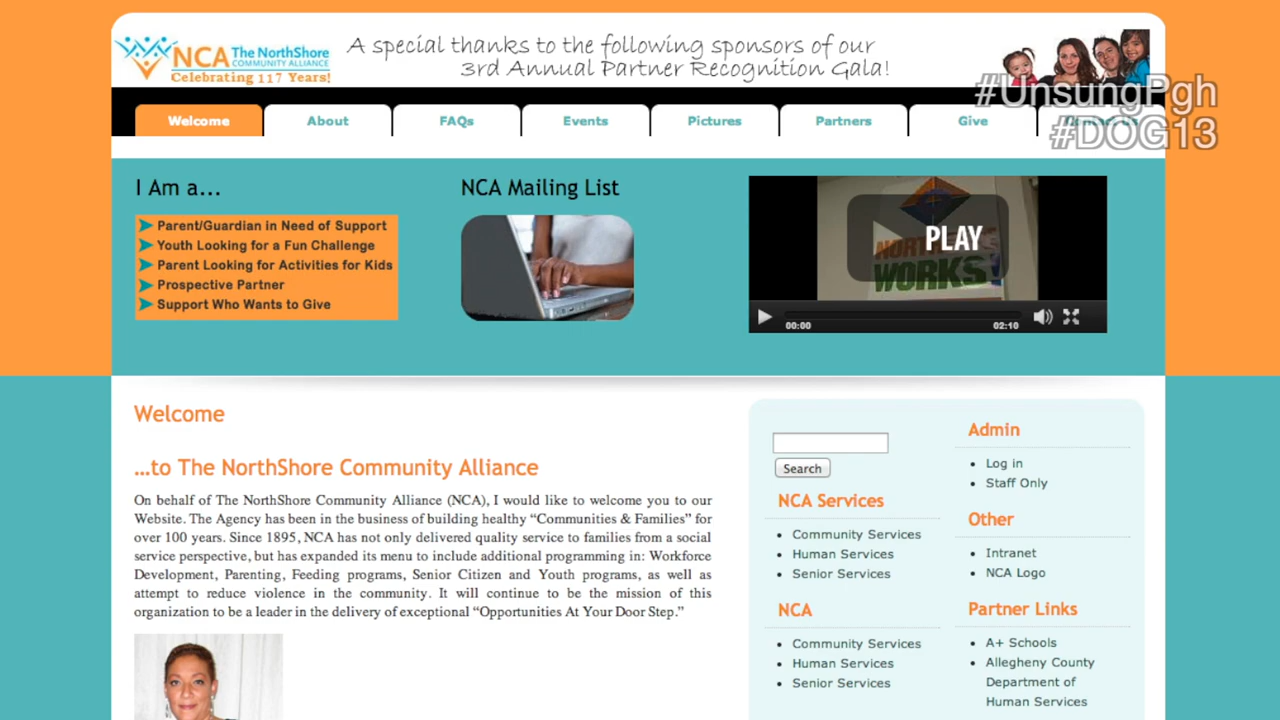 NCA The NorthShore
COMMUNITY ALLIANCE
Celebrating 117 Years!
A special thanks to the following sponsors of our
3rd Annual Partner Recognition Gala!
#UnsungPgh
#DOG13
Welcome
About
FAQs
Events
Pictures
Partners
Give
Contact us
I Am a...
Parent/Guardian in Need of Support
Youth Looking for a Fun Challenge
Parent Looking for Activities for Kids
Prospective Partner
Support Who Wants to Give
NCA Mailing List
PLAY
WORKS
00:00
02:10
Welcome
...to The NorthShore Community Alliance
On behalf of The NorthShore Community Alliance (NCA), I would like to welcome you to our
Website. The Agency has been in the business of building healthy “Communities & Families” for
over 100 years. Since 1895, NCA has not only delivered quality service to families from a social
service perspective, but has expanded its menu to include additional programming in: Workforce
Development, Parenting, Feeding programs, Senior Citizen and Youth programs, as well as
attempt to reduce violence in the community. It will continue to be the mission of this
organization to be a leader in the delivery of exceptional “Opportunities At Your Door Step.”
Search
NCA Services
Community Services
Human Services
Senior Services
NCA
Community Services
Human Services
Senior Services
Admin
Log in
Staff Only
Other
Intranet
NCA Logo
Partner Links
A+ Schools
Allegheny County
Department of
Human Services